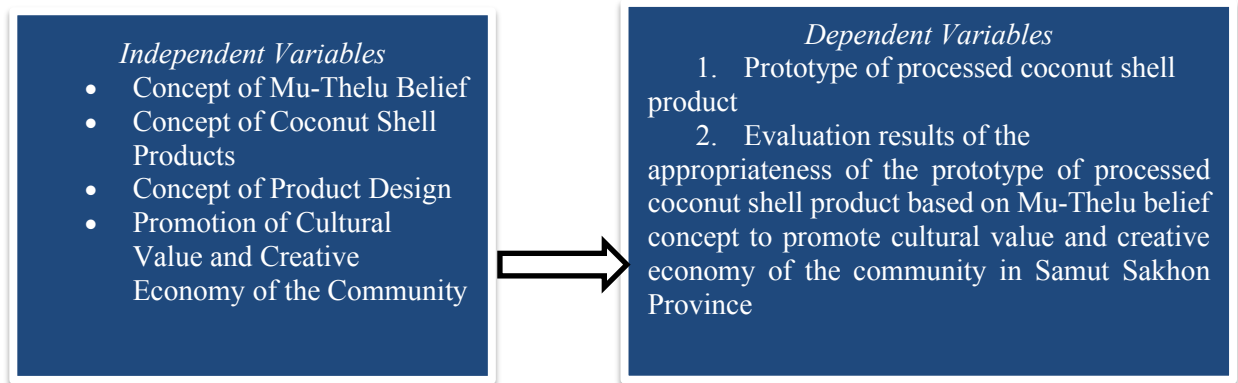 Independent Variables
• Concept of Mu-Thelu Belief
• Concept of Coconut Shell
Products
• Concept of Product Design
• Promotion of Cultural
Value and Creative
Economy of the Community
Dependent Variables
1. Prototype of processed coconut shell
product
2. Evaluation results of the
appropriateness of the prototype of processed
coconut shell product based on Mu-Thelu belief
concept to promote cultural value and creative
economy of the community in Samut Sakhon
Province